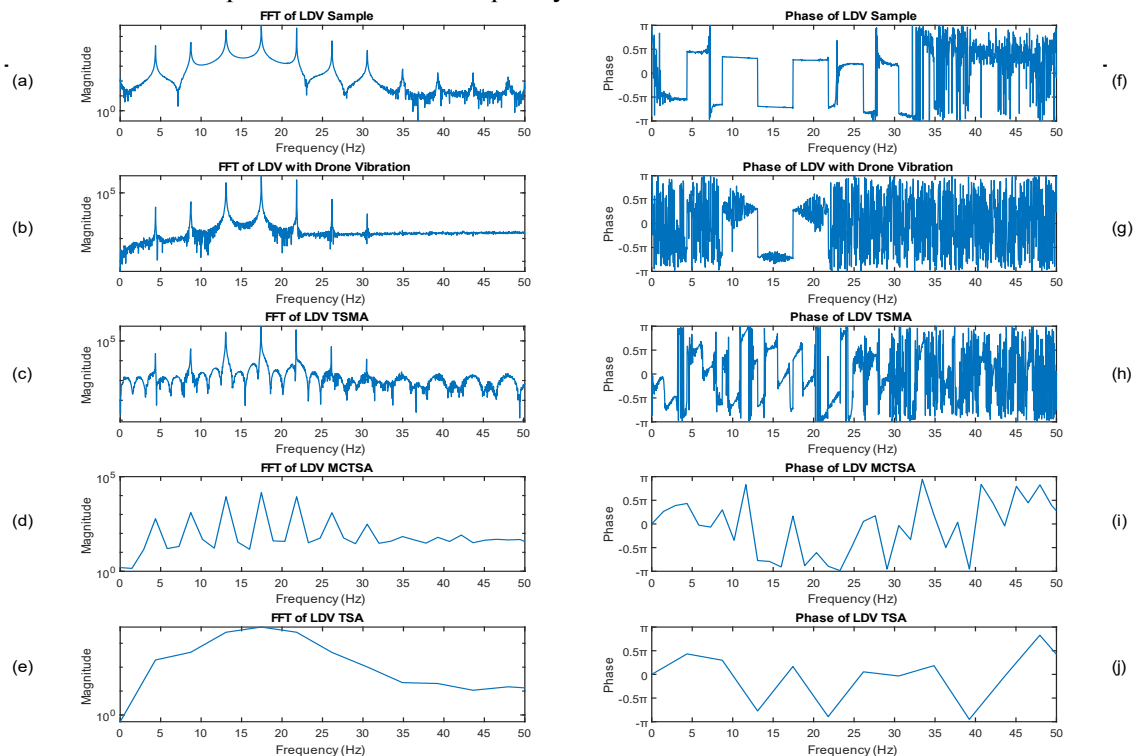 FFT of LDV Sample
Phase of LDV Sample
(a)
Magnitude
10⁰
0 5 10 15 20 25 30 35 40 45 50
Frequency (Hz)
Phase
π
0.5π
0
-0.5π
-π
0 5 10 15 20 25 30 35 40 45 50
Frequency (Hz)
(f)
FFT of LDV with Drone Vibration
Phase of LDV with Drone Vibration
(b)
Magnitude
10⁵
0 5 10 15 20 25 30 35 40 45 50
Frequency (Hz)
Phase
π
0.5π
0
-0.5π
-π
0 5 10 15 20 25 30 35 40 45 50
Frequency (Hz)
(g)
FFT of LDV TSMA
Phase of LDV TSMA
(c)
Magnitude
10⁵
0 5 10 15 20 25 30 35 40 45 50
Frequency (Hz)
Phase
π
0.5π
0
-0.5π
-π
0 5 10 15 20 25 30 35 40 45 50
Frequency (Hz)
(h)
FFT of LDV MCTSA
Phase of LDV MCTSA
(d)
Magnitude
10⁵
10⁰
0 5 10 15 20 25 30 35 40 45 50
Frequency (Hz)
Phase
π
0.5π
0
-0.5π
-π
0 5 10 15 20 25 30 35 40 45 50
Frequency (Hz)
(i)
FFT of LDV TSA
Phase of LDV TSA
(e)
Magnitude
10⁰
0 5 10 15 20 25 30 35 40 45 50
Frequency (Hz)
Phase
π
0.5π
0
-0.5π
-π
0 5 10 15 20 25 30 35 40 45 50
Frequency (Hz)
(j)